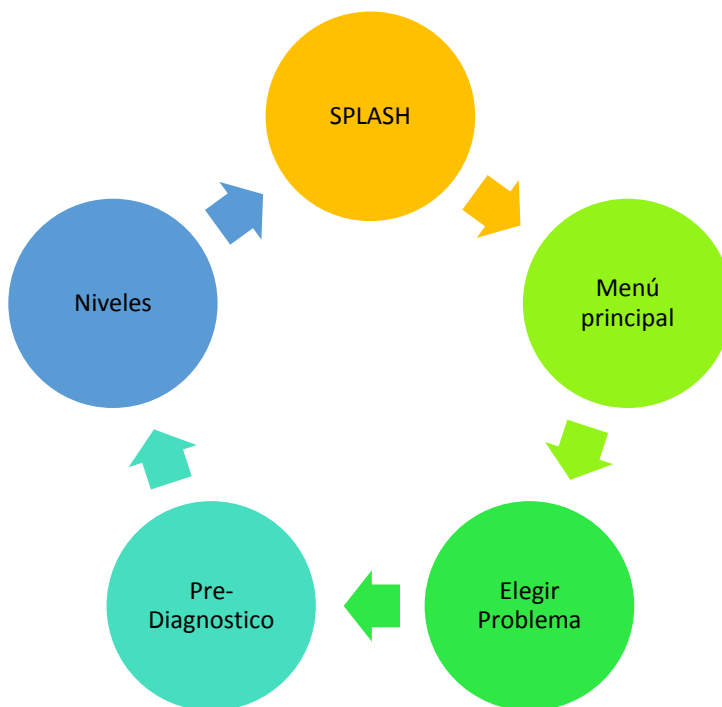 SPLASH
Menú
principal
Elegir
Problema
Pre-
Diagnostico
Niveles